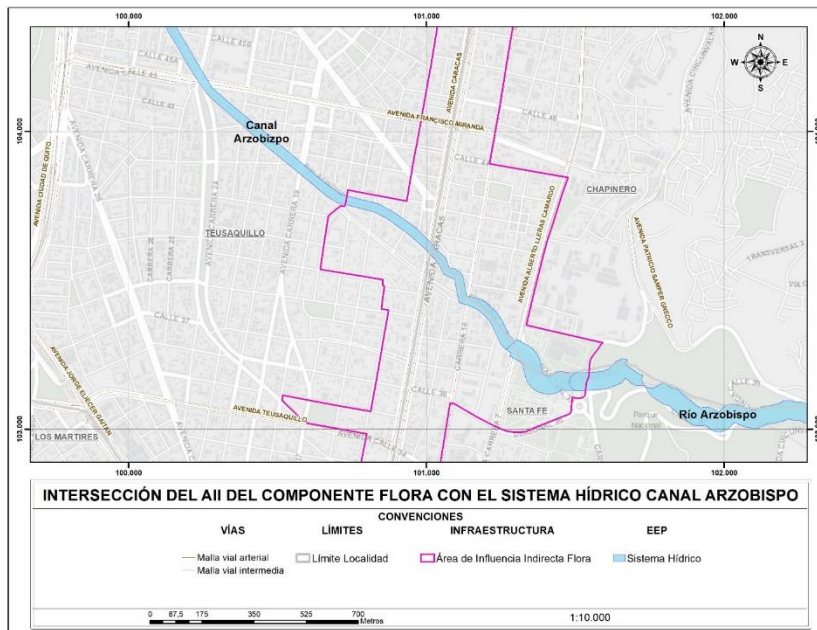 100.000 101.000 102.000
CALLE 45B
CALLE 45A
AVENIDA CALLE 45
AVENIDA CARACAS
N
W E
S
104.000
Canal
Arzobizpo
AVENIDA FRANCISCO MIRANDA
CALLE 46
AVENIDA CIUDAD DE QUITO
CHAPINERO
AVENIDA ALBERTO LLERAS CAMARGO
TEUSAQUILLO
AVENIDA CARRERA 24
AVENIDA CARRERA 19
AVENIDA CARACAS
AVENIDA PATRICIO SAMPER GNECCO
CALLE 37
CARRERA 13
AVENIDA JORGE ELIECER GAITAN
AVENIDA TEUSAQUILLO
CALLE 36
CALLE 39
SANTA FE
CARRERA 7
Parque
Nacional
Río Arzobispo
103.000
LOS MARTIRES
AVENIDA CALLE 34
100.000 101.000 102.000
INTERSECCIÓN DEL AII DEL COMPONENTE FLORA CON EL SISTEMA HÍDRICO CANAL ARZOBISPO
CONVENCIONES
VÍAS LÍMITES INFRAESTRUCTURA EEP
Malla vial arterial Límite Localidad Área de Influencia Indirecta Flora Sistema Hídrico
Malla vial intermedia
0 87,5 175 350 525 700
Metros
1:10.000